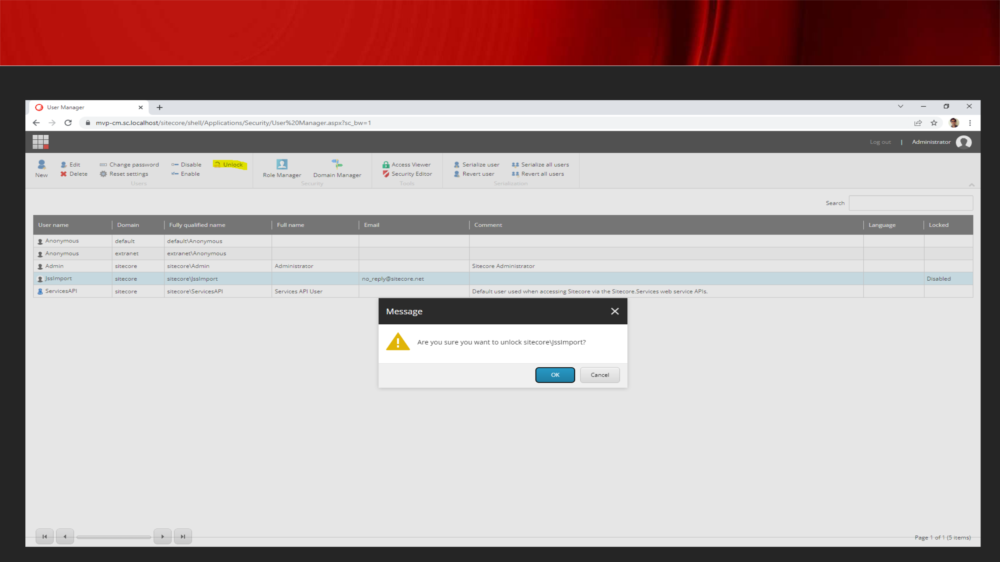 User Manager
mvp-cm.sc.localhost/sitecore/shell/Applications/Security/User%20Manager.aspx?sc_bw=1
Log out | Administrator
New
Edit
Delete
Change password
Reset settings
Disable
Enable
Unlock
Users
Role Manager
Domain Manager
Security
Access Viewer
Security Editor
Tools
Serialize user
Revert user
Serialize all users
Revert all users
Serialization
Search
User name Domain Fully qualified name Full name Email Comment Language Locked
Anonymous default default\Anonymous
Anonymous extranet extranet\Anonymous
Admin sitecore sitecore\Admin Administrator Sitecore Administrator
JssImport sitecore sitecore\JssImport no_reply@sitecore.net Disabled
ServicesAPI sitecore sitecore\ServicesAPI Services API User Default user used when accessing Sitecore via the Sitecore.Services web service APIs.
Message
Are you sure you want to unlock sitecore\JssImport?
OK
Cancel
Page 1 of 1 (5 items)